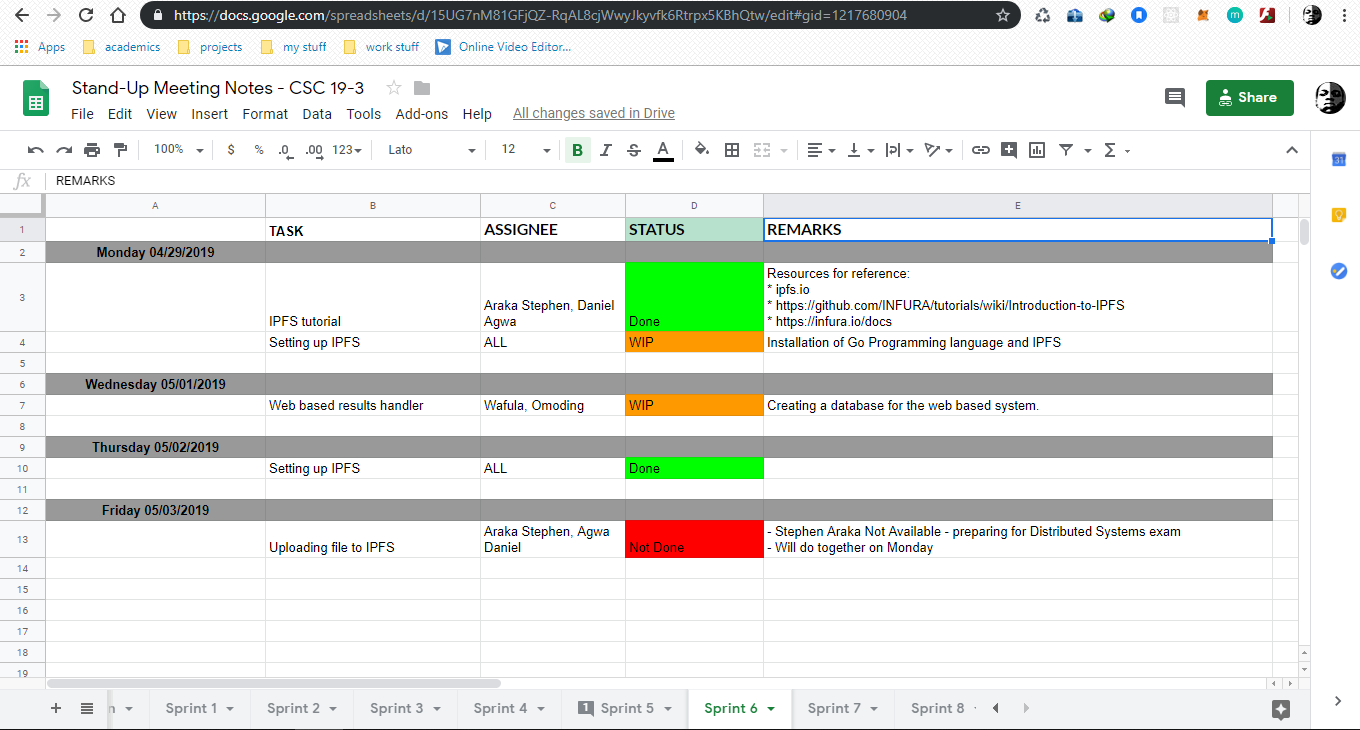 https://docs.google.com/spreadsheets/d/15UG7nM81GFjQZ-RqAL8cjWwyJkyvfk6Rtrpx5KBhQtw/edit#gid=1217680904
Apps academics projects my stuff work stuff Online Video Editor...
Stand-Up Meeting Notes - CSC 19-3
Share
File Edit View Insert Format Data Tools Add-ons Help All changes saved in Drive
100% $ % .0 .00 123 Lato 12 B I S A
31
fx REMARKS
A B C D E
1 TASK ASSIGNEE STATUS REMARKS
2 Monday 04/29/2019
Resources for reference:
* ipfs.io
3 Araka Stephen, Daniel * https://github.com/INFURA/tutorials/wiki/Introduction-to-IPFS
IPFS tutorial Agwa Done * https://infura.io/docs
4 Setting up IPFS ALL WIP Installation of Go Programming language and IPFS
5
6 Wednesday 05/01/2019
7 Web based results handler Wafula, Omoding WIP Creating a database for the web based system.
8
9 Thursday 05/02/2019
10 Setting up IPFS ALL Done
11
12 Friday 05/03/2019
13 Araka Stephen, Agwa - Stephen Araka Not Available - preparing for Distributed Systems exam
Uploading file to IPFS Daniel Not Done - Will do together on Monday
14
15
16
17
18
19
n Sprint 1 Sprint 2 Sprint 3 Sprint 4 1 Sprint 5 Sprint 6 Sprint 7 Sprint 8